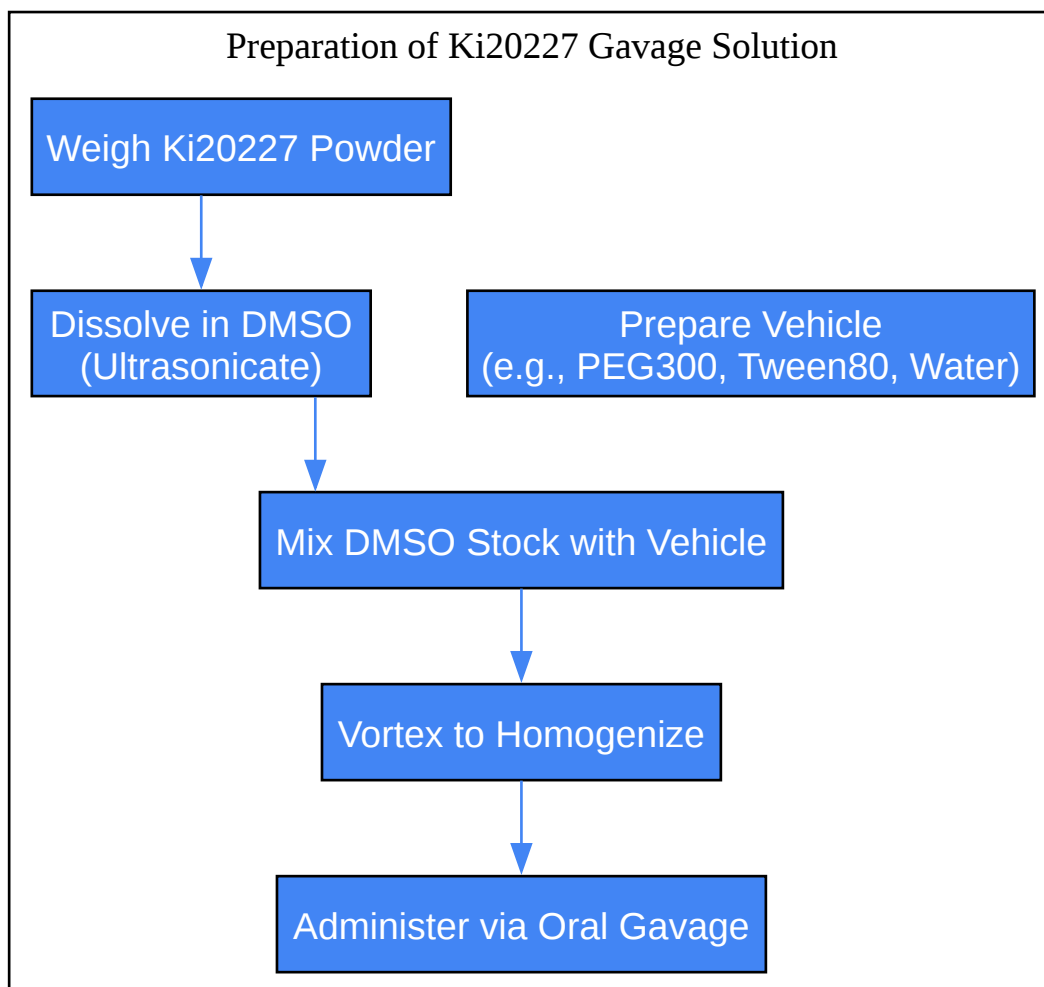 Preparation of Ki20227 Gavage Solution
Weigh Ki20227 Powder
Dissolve in DMSO
(Ultrasonicate)
Prepare Vehicle
(e.g., PEG300, Tween80, Water)
Mix DMSO Stock with Vehicle
Vortex to Homogenize
Administer via Oral Gavage